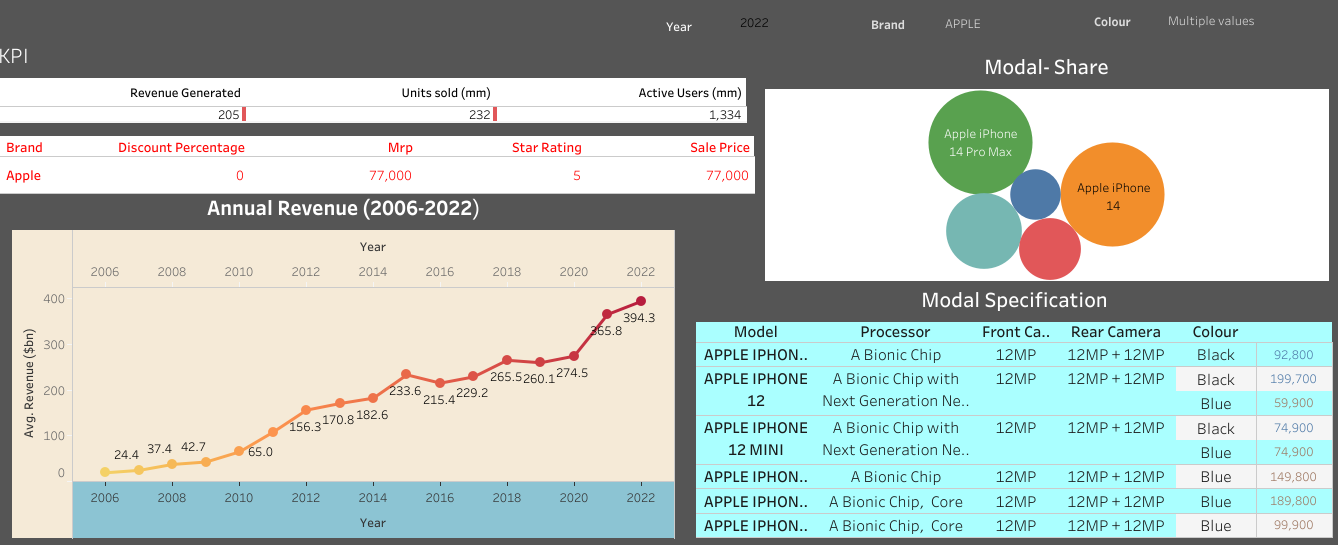 Year 2022 Brand APPLE Colour Multiple values
KPI
Revenue Generated Units sold (mm) Active Users (mm)
205 232 1,334
Brand Discount Percentage Mrp Star Rating Sale Price
Apple 0 77,000 5 77,000
Annual Revenue (2006-2022)
Year
2006 2008 2010 2012 2014 2016 2018 2020 2022
Avg. Revenue ($bn)
400
300
200
100
0
24.4 37.4 42.7 65.0 156.3 170.8 182.6 233.6 215.4 229.2 265.5 260.1 274.5 365.8 394.3
2006 2008 2010 2012 2014 2016 2018 2020 2022
Year
Modal- Share
Apple iPhone
14 Pro Max
Apple iPhone
14
Modal Specification
Model Processor Front Ca.. Rear Camera Colour
APPLE IPHON.. A Bionic Chip 12MP 12MP + 12MP Black 92,800
APPLE IPHONE A Bionic Chip with 12MP 12MP + 12MP Black 199,700
12 Next Generation Ne.. Blue 59,900
APPLE IPHONE A Bionic Chip with 12MP 12MP + 12MP Black 74,900
12 MINI Next Generation Ne.. Blue 74,900
APPLE IPHON.. A Bionic Chip 12MP 12MP + 12MP Blue 149,800
APPLE IPHON.. A Bionic Chip, Core 12MP 12MP + 12MP Blue 189,800
APPLE IPHON.. A Bionic Chip, Core 12MP 12MP + 12MP Blue 99,900